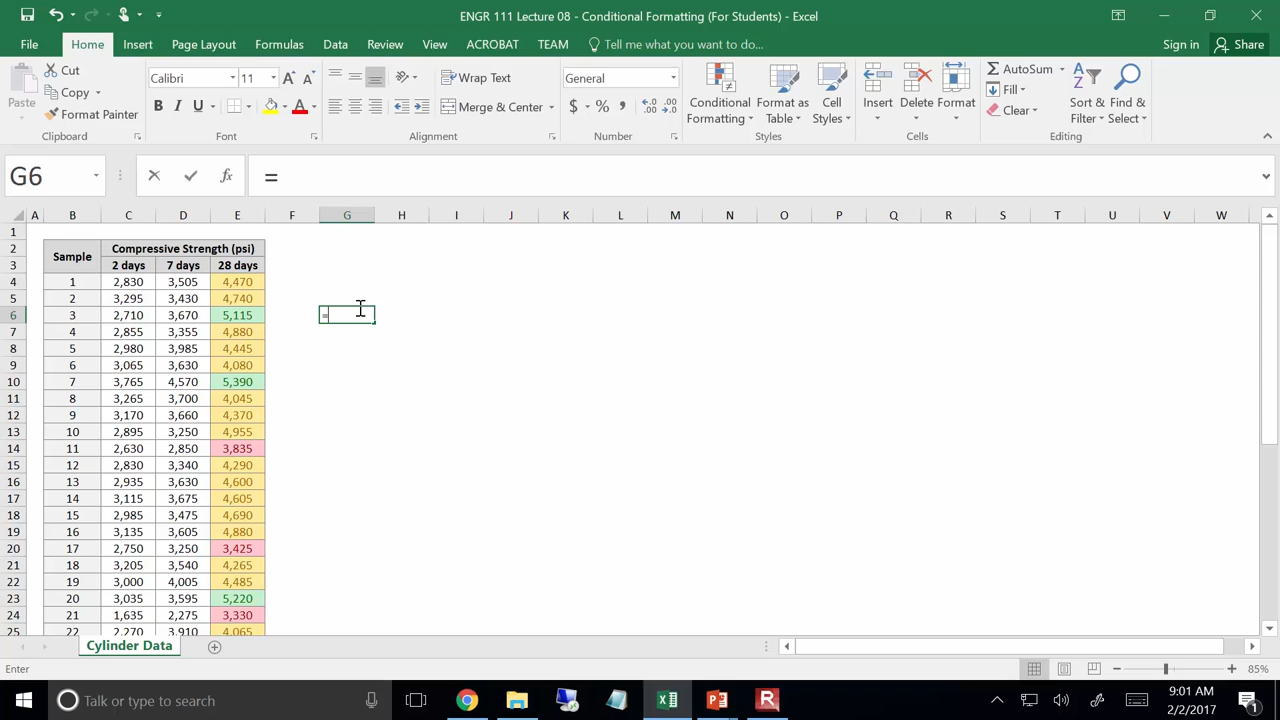 ENGR 111 Lecture 08 - Conditional Formatting (For Students) - Excel
File Home Insert Page Layout Formulas Data Review View ACROBAT TEAM Tell me what you want to do... Sign in Share
Paste
Cut
Copy
Format Painter
Clipboard
Calibri 11
B I U A
Font
Wrap Text
Merge & Center
Alignment
General
$ % ,
Number
Conditional Formatting
Format as Table
Cell Styles
Styles
Insert
Delete
Format
Cells
AutoSum
Fill
Clear
Sort & Filter
Find & Select
Editing
G6 fx =
A B C D E F G H I J K L M N O P Q R S T U V W
1
2 Sample Compressive Strength (psi)
3 2 days 7 days 28 days
4 1 2,830 3,505 4,470
5 2 3,295 3,430 4,740
6 3 2,710 3,670 5,115 =
7 4 2,855 3,355 4,880
8 5 2,980 3,985 4,445
9 6 3,065 3,630 4,080
10 7 3,765 4,570 5,390
11 8 3,265 3,700 4,045
12 9 3,170 3,660 4,370
13 10 2,895 3,250 4,955
14 11 2,630 2,850 3,835
15 12 2,830 3,340 4,290
16 13 2,935 3,630 4,600
17 14 3,115 3,675 4,605
18 15 2,985 3,475 4,690
19 16 3,135 3,605 4,880
20 17 2,750 3,250 3,425
21 18 3,205 3,540 4,265
22 19 3,000 4,005 4,485
23 20 3,035 3,595 5,220
24 21 1,635 2,275 3,330
25 22 2,270 3,910 4,065
Cylinder Data
Enter 85%
Talk or type to search
9:01 AM
2/2/2017